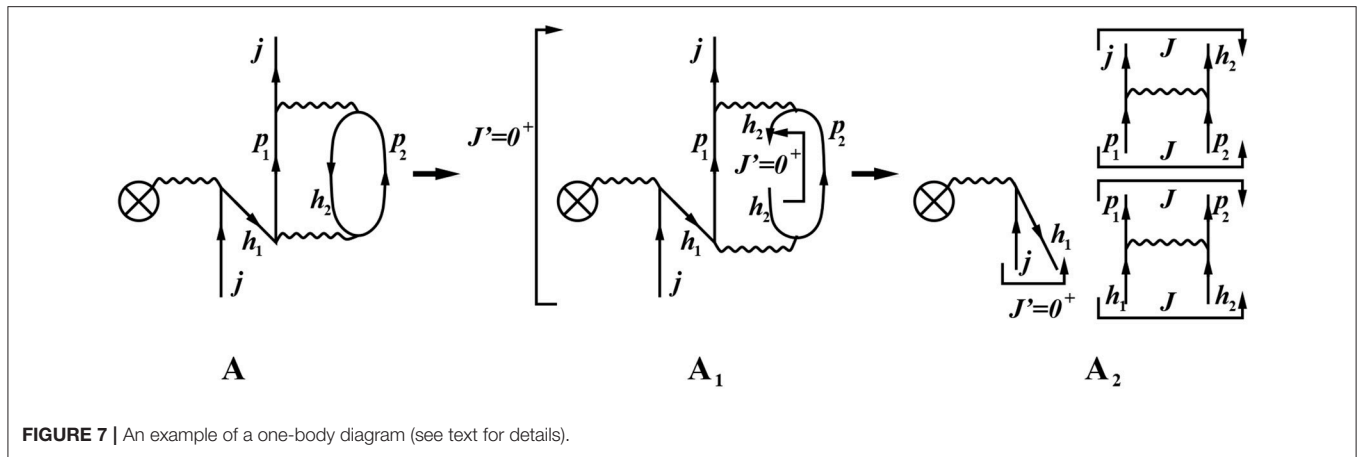 j
p₁
p₂
h₂
h₁
j
A
J'=0⁺
j
h₂
p₁
p₂
J'=0⁺
h₂
h₁
j
A₁
h₁
j
J'=0⁺
J
j
h₂
p₁
J
p₂
J
p₁
p₂
h₁
J
h₂
A₂
FIGURE 7 | An example of a one-body diagram (see text for details).